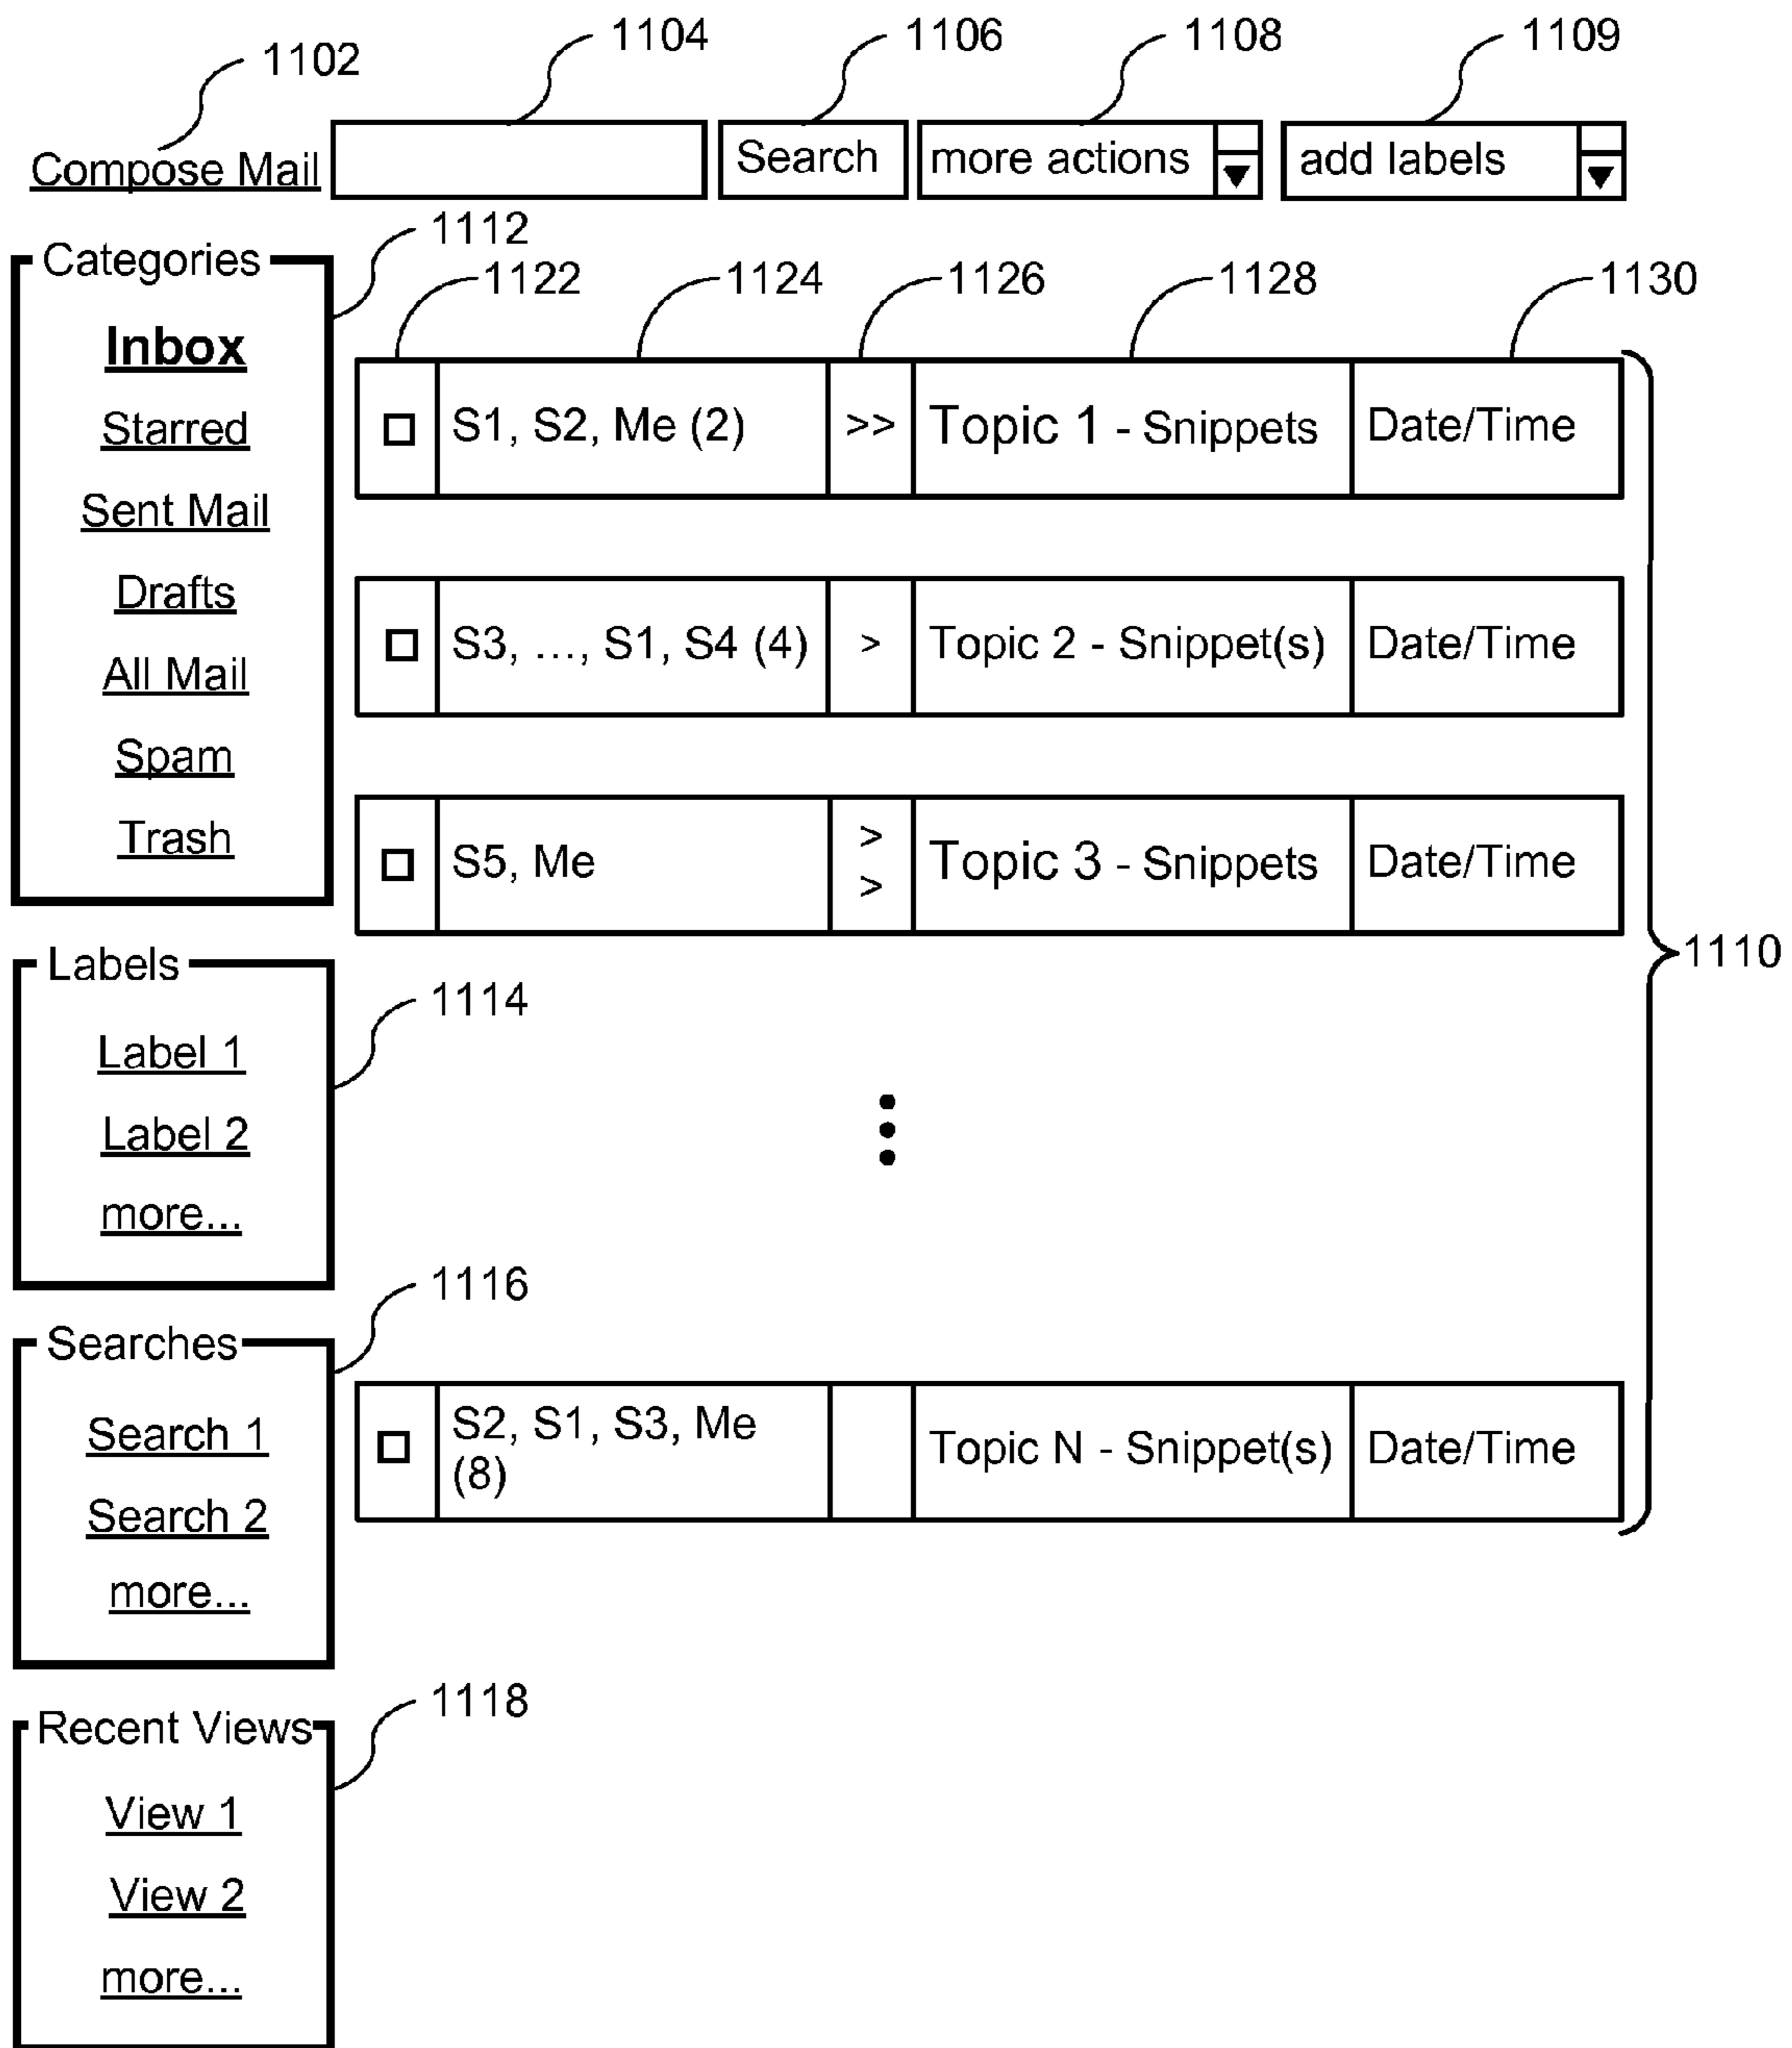 1102
1104
1106
1108
1109
Compose Mail
Search
more actions
add labels
Categories
1112
Inbox
Starred
Sent Mail
Drafts
All Mail
Spam
Trash
1122
1124
1126
1128
1130
S1, S2, Me (2) >> Topic 1 - Snippets Date/Time
S3, ..., S1, S4 (4) > Topic 2 - Snippet(s) Date/Time
S5, Me > > Topic 3 - Snippets Date/Time
1110
Labels
1114
Label 1
Label 2
more...
Searches
1116
Search 1
Search 2
more...
S2, S1, S3, Me
(8)
Topic N - Snippet(s) Date/Time
Recent Views
1118
View 1
View 2
more...